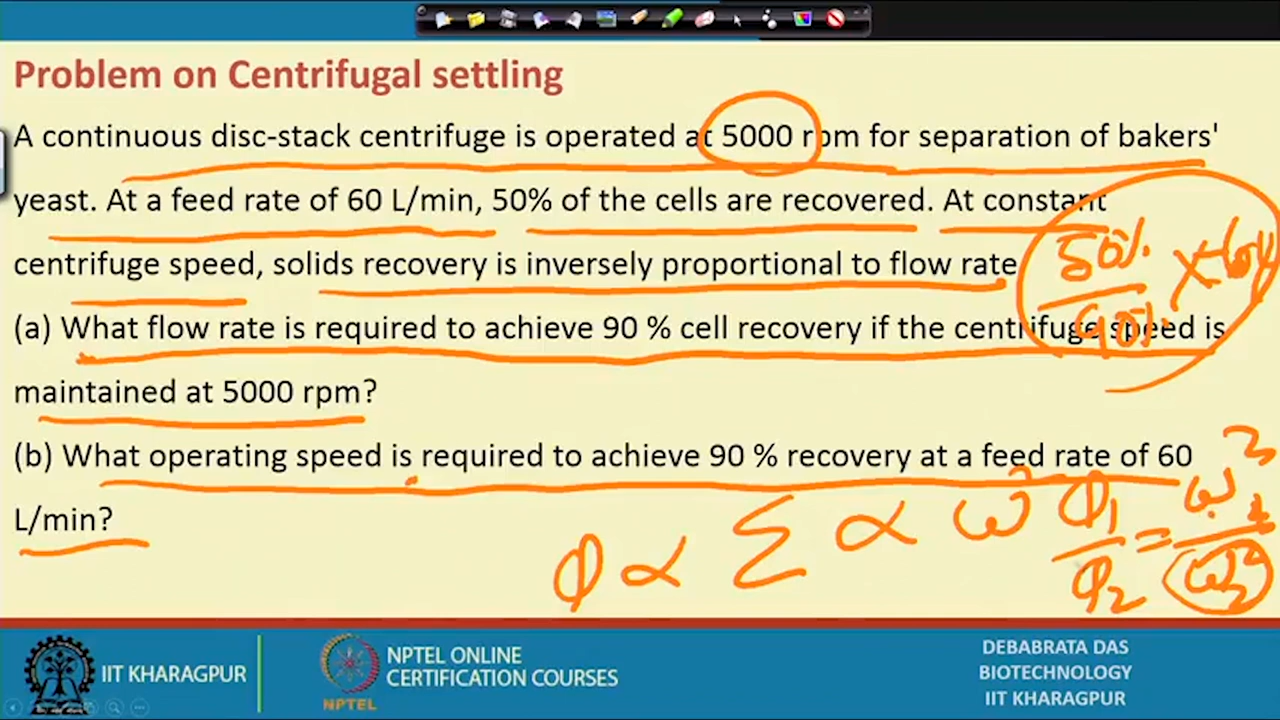 Problem on Centrifugal settling
A continuous disc-stack centrifuge is operated at 5000 rpm for separation of bakers'
yeast. At a feed rate of 60 L/min, 50% of the cells are recovered. At constant
centrifuge speed, solids recovery is inversely proportional to flow rate
(a) What flow rate is required to achieve 90 % cell recovery if the centrifuge speed is
maintained at 5000 rpm?
(b) What operating speed is required to achieve 90 % recovery at a feed rate of 60
L/min?
50%
90%
Φ ∝ Σ ∝ ω²
Φ₁
Φ₂
=
IIT KHARAGPUR
NPTEL
NPTEL ONLINE
CERTIFICATION COURSES
DEBABRATA DAS
BIOTECHNOLOGY
IIT KHARAGPUR